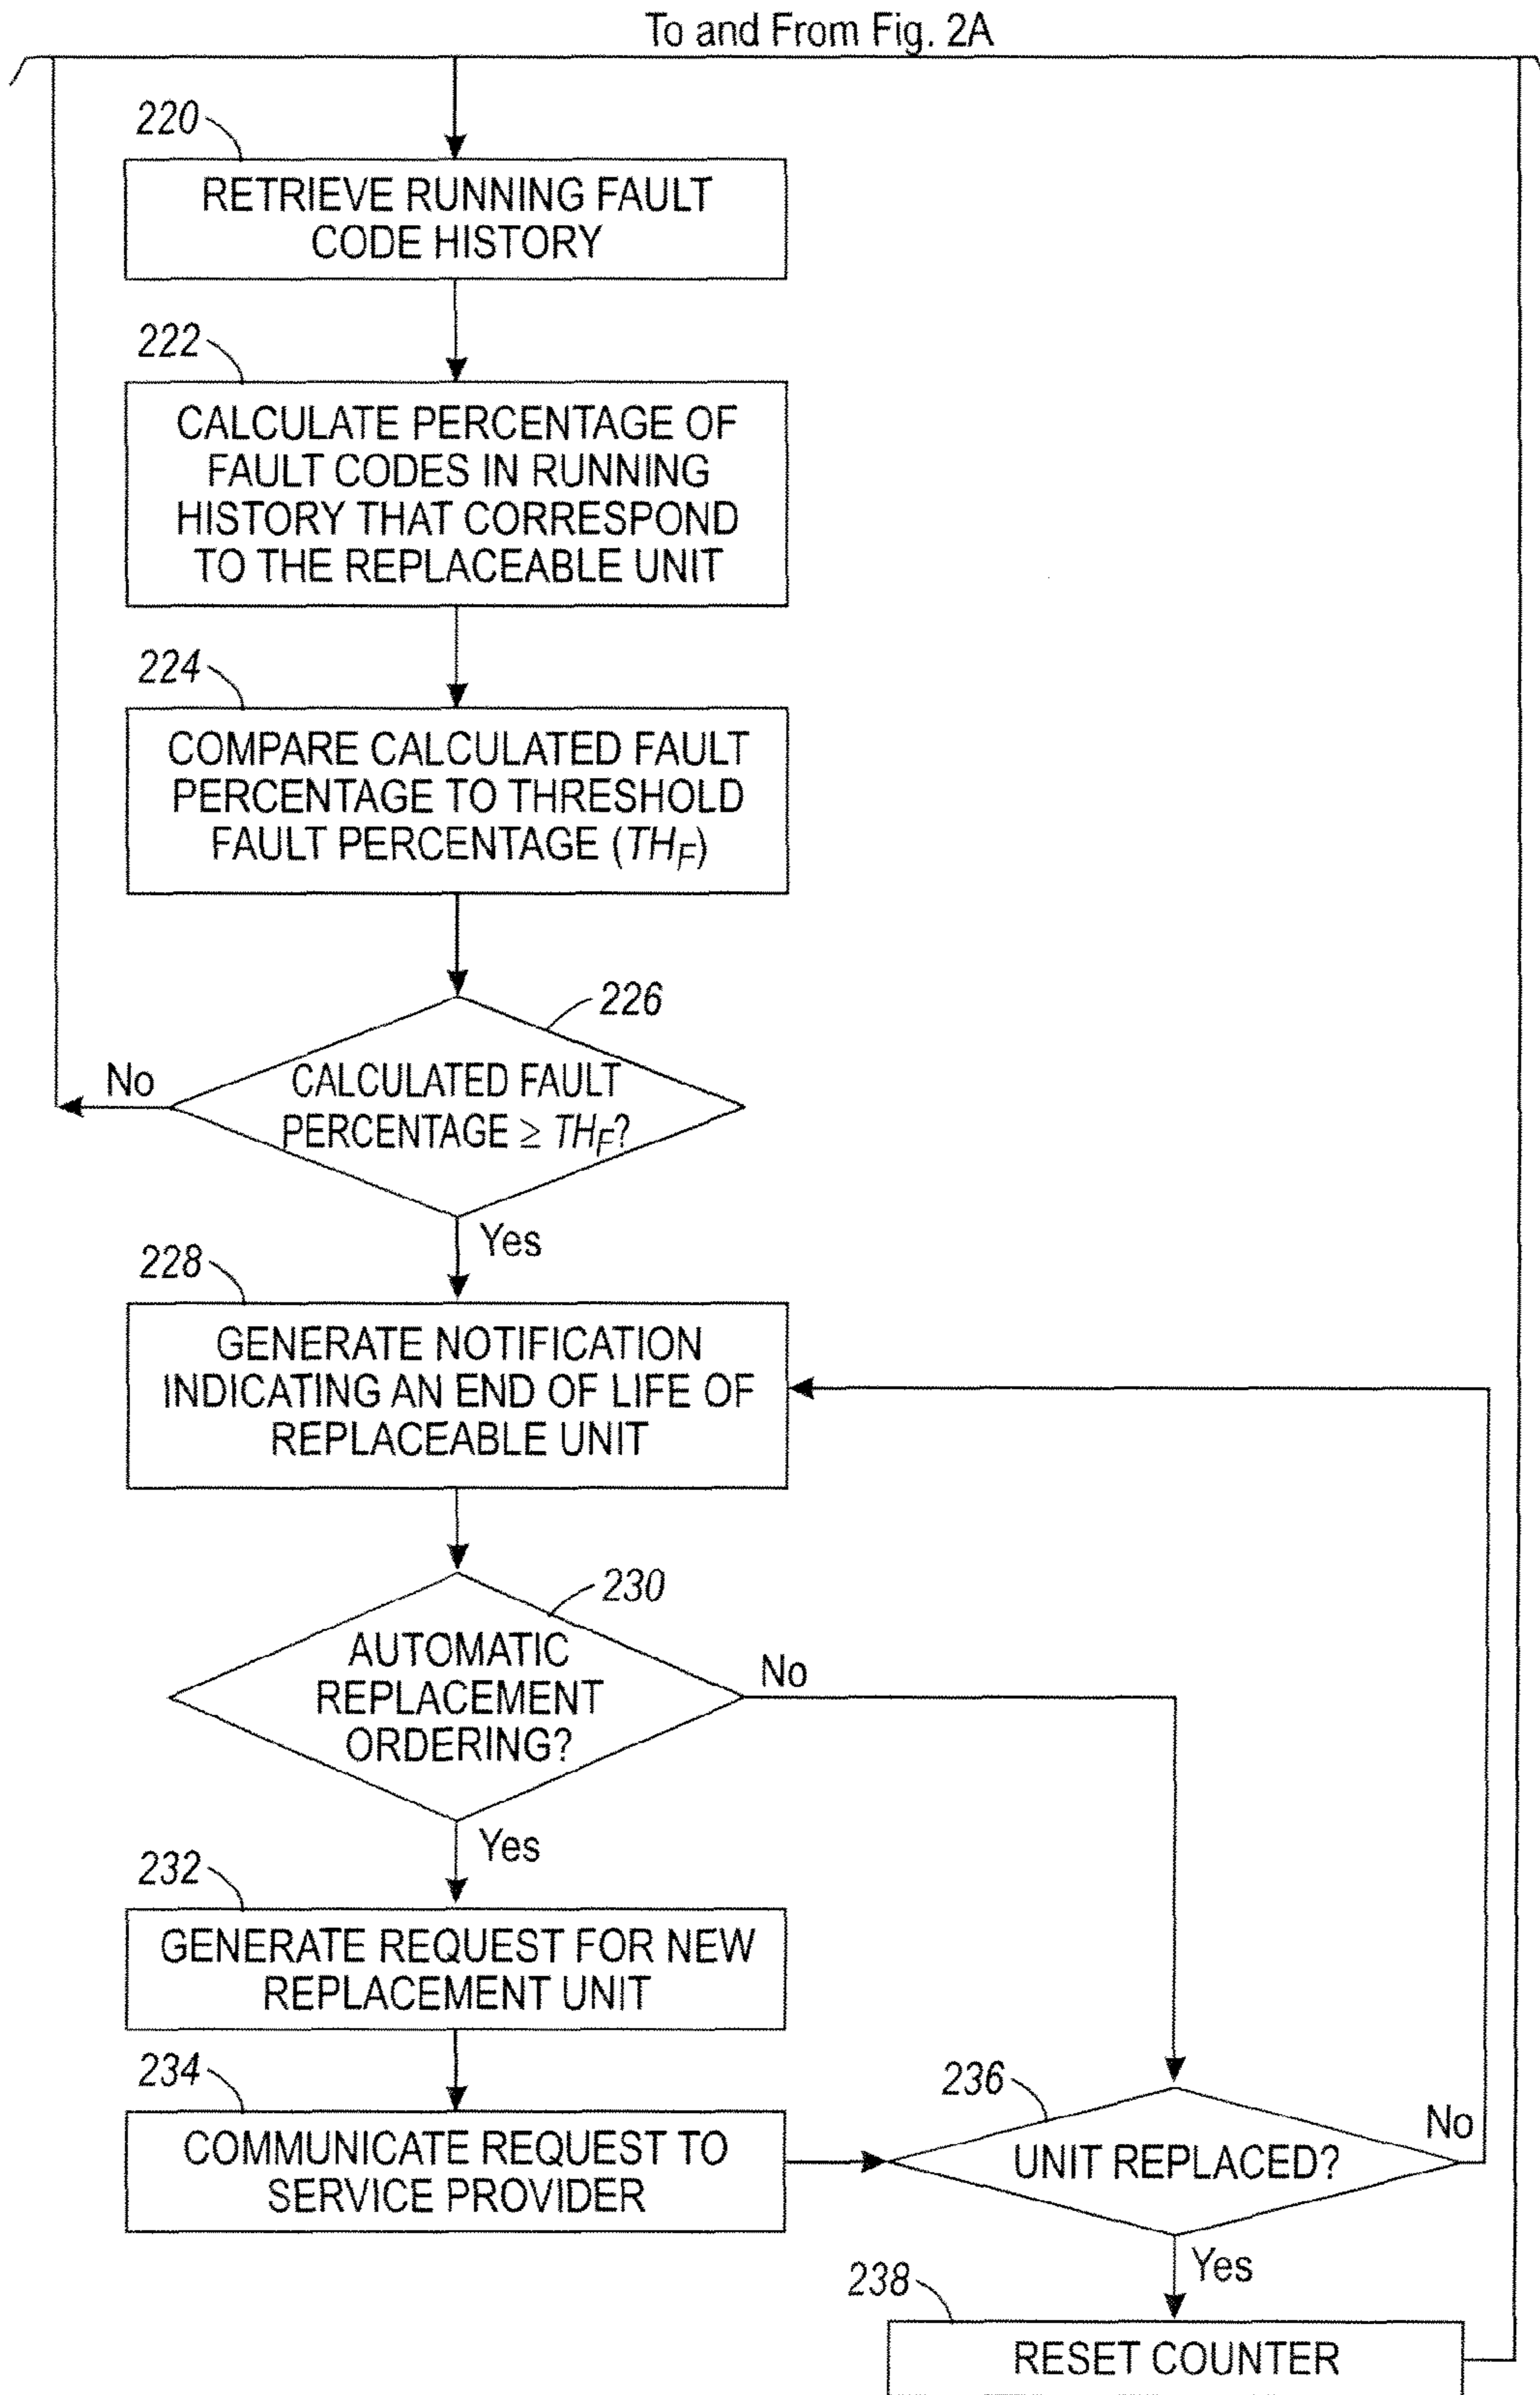 To and From Fig. 2A
220
RETRIEVE RUNNING FAULT
CODE HISTORY
222
CALCULATE PERCENTAGE OF
FAULT CODES IN RUNNING
HISTORY THAT CORRESPOND
TO THE REPLACEABLE UNIT
224
COMPARE CALCULATED FAULT
PERCENTAGE TO THRESHOLD
FAULT PERCENTAGE (TH_F)
226
No
CALCULATED FAULT
PERCENTAGE ≥ TH_F?
Yes
228
GENERATE NOTIFICATION
INDICATING AN END OF LIFE OF
REPLACEABLE UNIT
230
AUTOMATIC
REPLACEMENT
ORDERING?
No
Yes
232
GENERATE REQUEST FOR NEW
REPLACEMENT UNIT
234
COMMUNICATE REQUEST TO
SERVICE PROVIDER
236
UNIT REPLACED?
No
Yes
238
RESET COUNTER